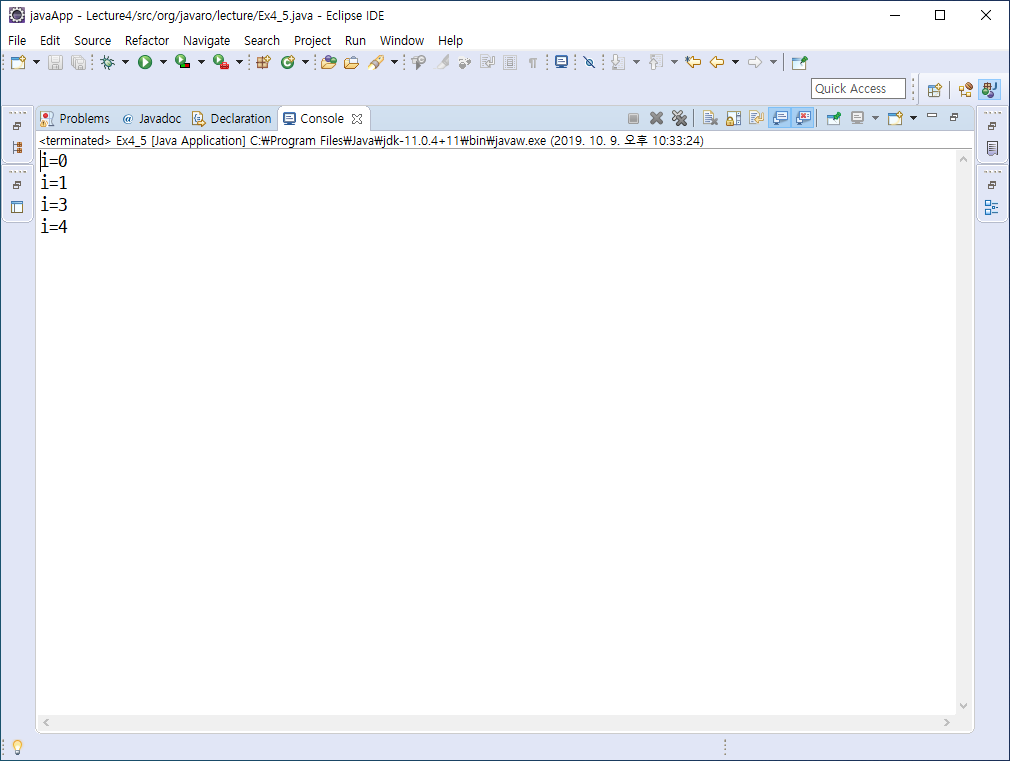 javaApp - Lecture4/src/org/javaro/lecture/Ex4_5.java - Eclipse IDE
File Edit Source Refactor Navigate Search Project Run Window Help
Quick Access
Problems @ Javadoc Declaration Console
<terminated> Ex4_5 [Java Application] C:₩Program Files₩Java₩jdk-11.0.4+11₩bin₩javaw.exe (2019. 10. 9. 오후 10:33:24)
i=0
i=1
i=3
i=4